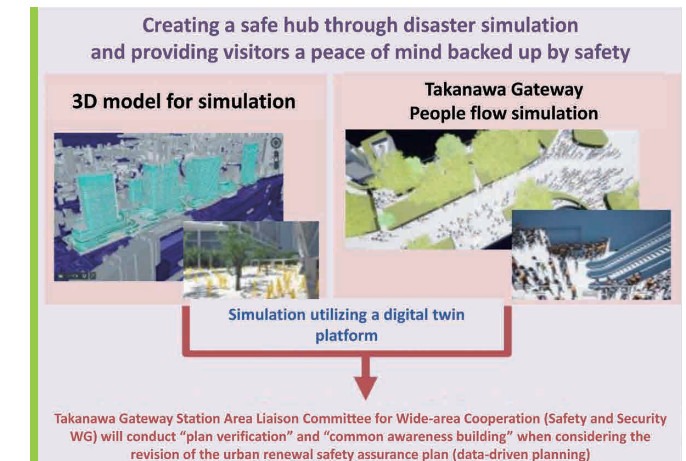 Creating a safe hub through disaster simulation
and providing visitors a peace of mind backed up by safety
3D model for simulation
Takanawa Gateway
People flow simulation
Simulation utilizing a digital twin
platform
Takanawa Gateway Station Area Liaison Committee for Wide-area Cooperation (Safety and Security
WG) will conduct “plan verification” and “common awareness building” when considering the
revision of the urban renewal safety assurance plan (data-driven planning)